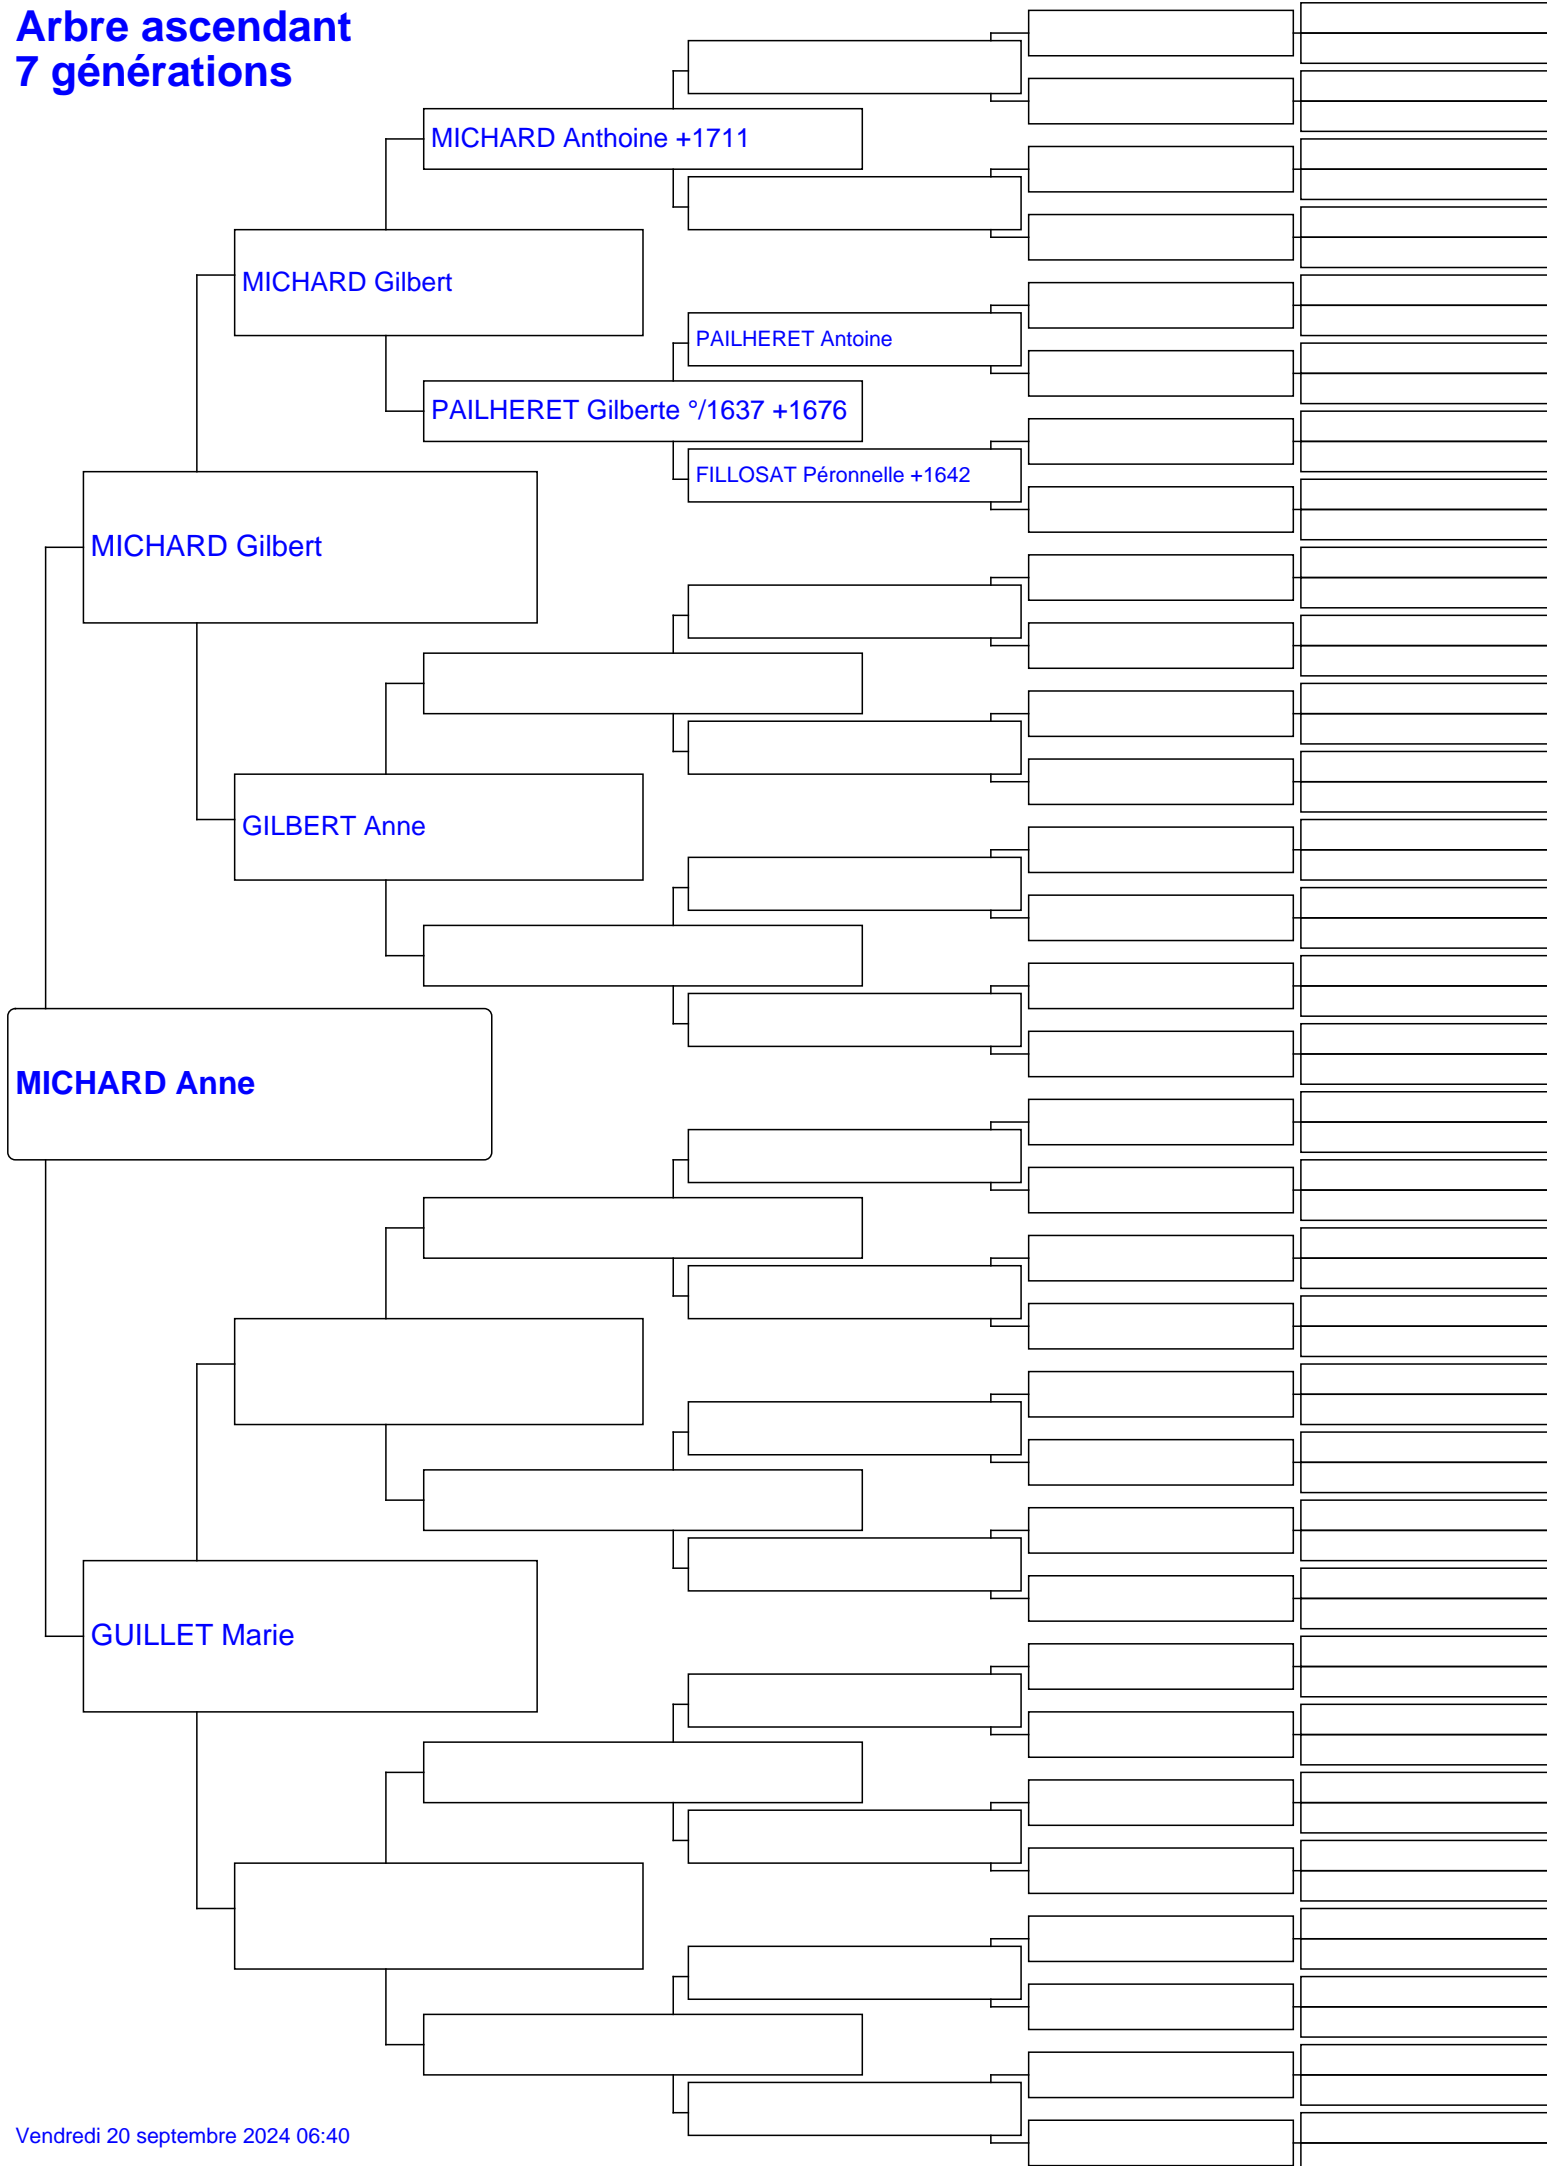 Arbre ascendant
7 générations
MICHARD Anthoine +1711
MICHARD Gilbert
PAILHERET Antoine
PAILHERET Gilberte °/1637 +1676
FILLOSAT Péronnelle +1642
MICHARD Gilbert
GILBERT Anne
MICHARD Anne
GUILLET Marie
Vendredi 20 septembre 2024 06:40